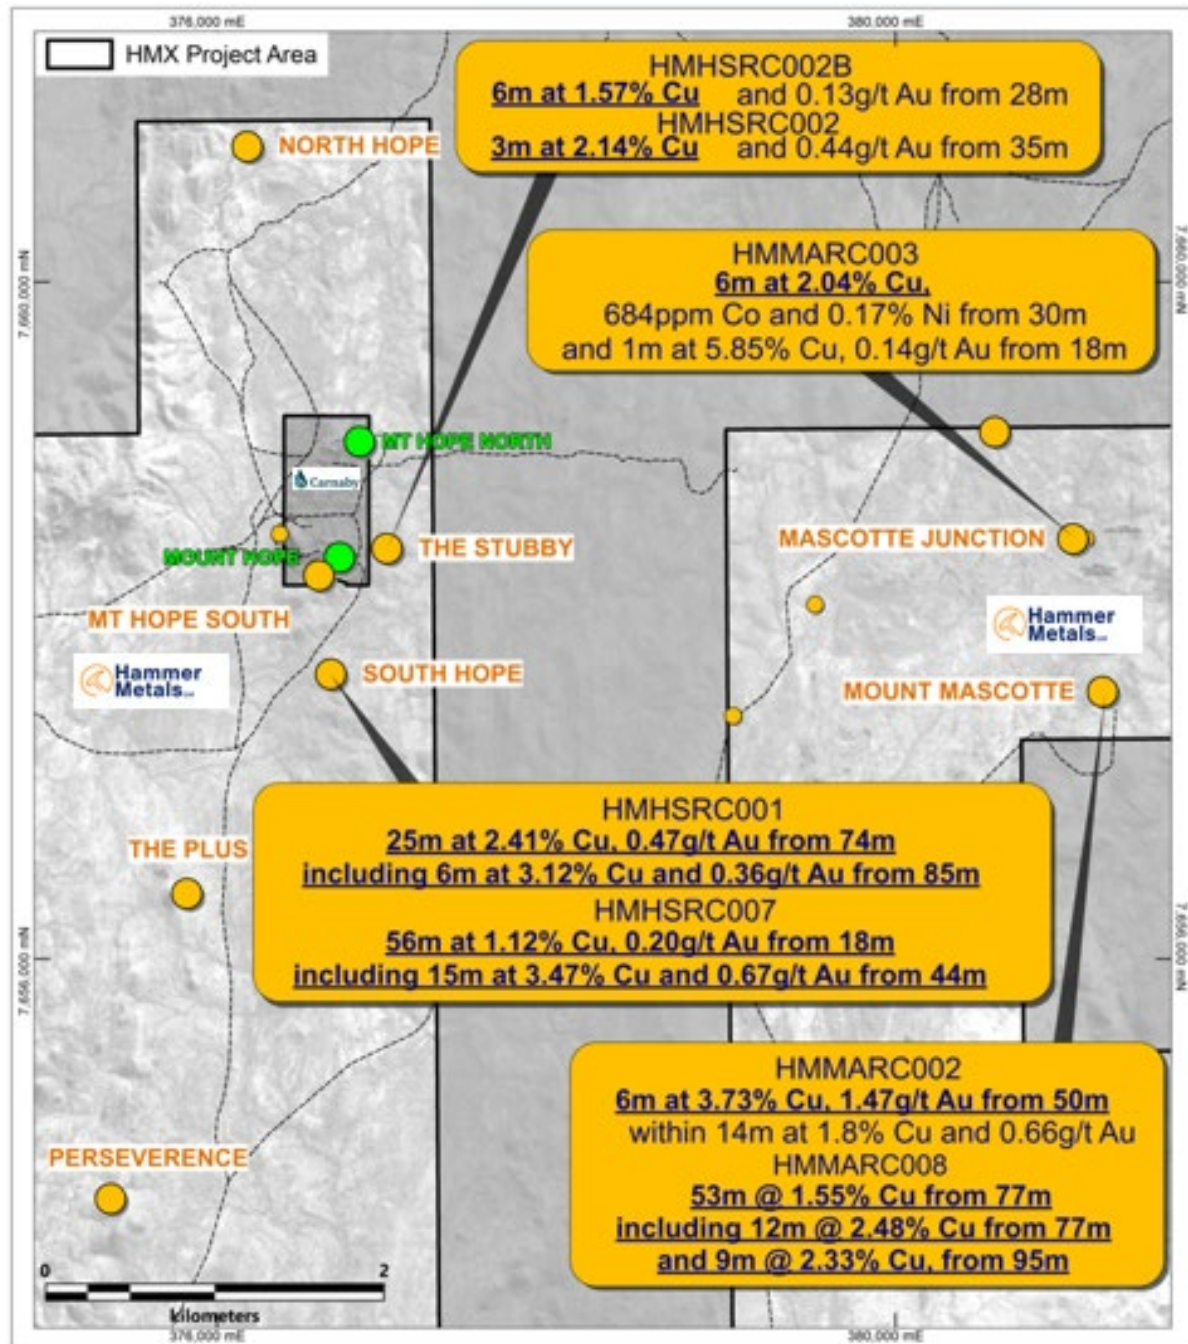 376,000 mE
380,000 mE
HMX Project Area
HMHSRC002B
6m at 1.57% Cu and 0.13g/t Au from 28m
HMHSRC002
3m at 2.14% Cu and 0.44g/t Au from 35m
NORTH HOPE
HMMARC003
6m at 2.04% Cu,
684ppm Co and 0.17% Ni from 30m
and 1m at 5.85% Cu, 0.14g/t Au from 18m
7,660,000 mN
7,660,000 mN
MT HOPE NORTH
Carnaby
MOUNT HOPE
THE STUBBY
MASCOTTE JUNCTION
MT HOPE SOUTH
Hammer
Metals
Hammer
Metals
SOUTH HOPE
MOUNT MASCOTTE
HMHSRC001
25m at 2.41% Cu, 0.47g/t Au from 74m
including 6m at 3.12% Cu and 0.36g/t Au from 85m
HMHSRC007
56m at 1.12% Cu, 0.20g/t Au from 18m
including 15m at 3.47% Cu and 0.67g/t Au from 44m
THE PLUS
7,656,000 mN
7,656,000 mN
HMMARC002
6m at 3.73% Cu, 1.47g/t Au from 50m
within 14m at 1.8% Cu and 0.66g/t Au
HMMARC008
53m @ 1.55% Cu from 77m
including 12m @ 2.48% Cu from 77m
and 9m @ 2.33% Cu, from 95m
PERSEVERENCE
0
2
kilometers
376,000 mE
380,000 mE